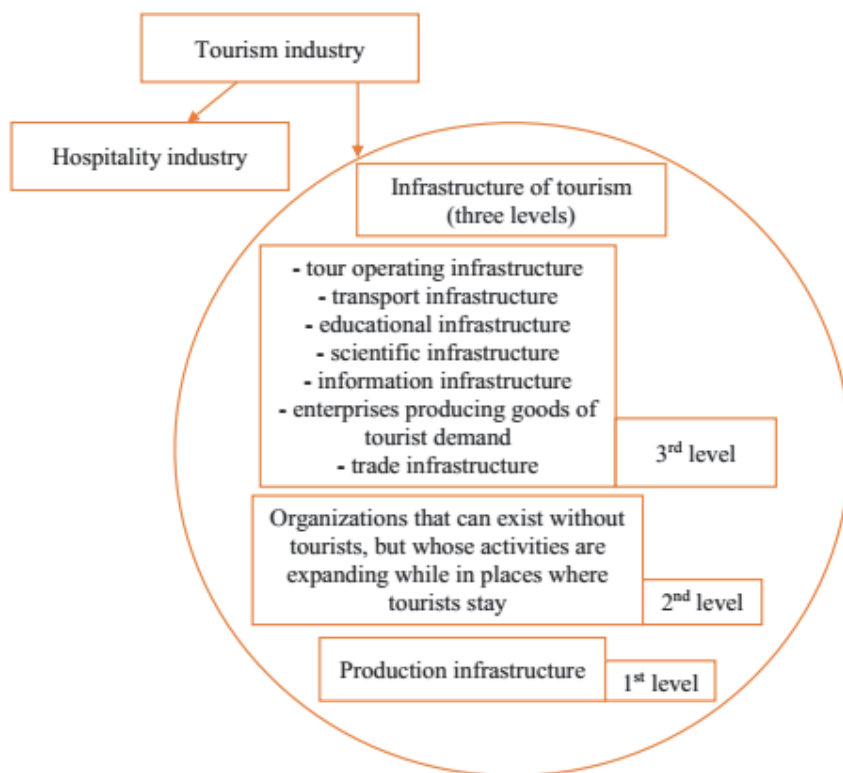 Tourism industry
Hospitality industry
Infrastructure of tourism
(three levels)
- tour operating infrastructure
- transport infrastructure
- educational infrastructure
- scientific infrastructure
- information infrastructure
- enterprises producing goods of
tourist demand
- trade infrastructure
3rd level
Organizations that can exist without
tourists, but whose activities are
expanding while in places where
tourists stay
2nd level
Production infrastructure
1st level